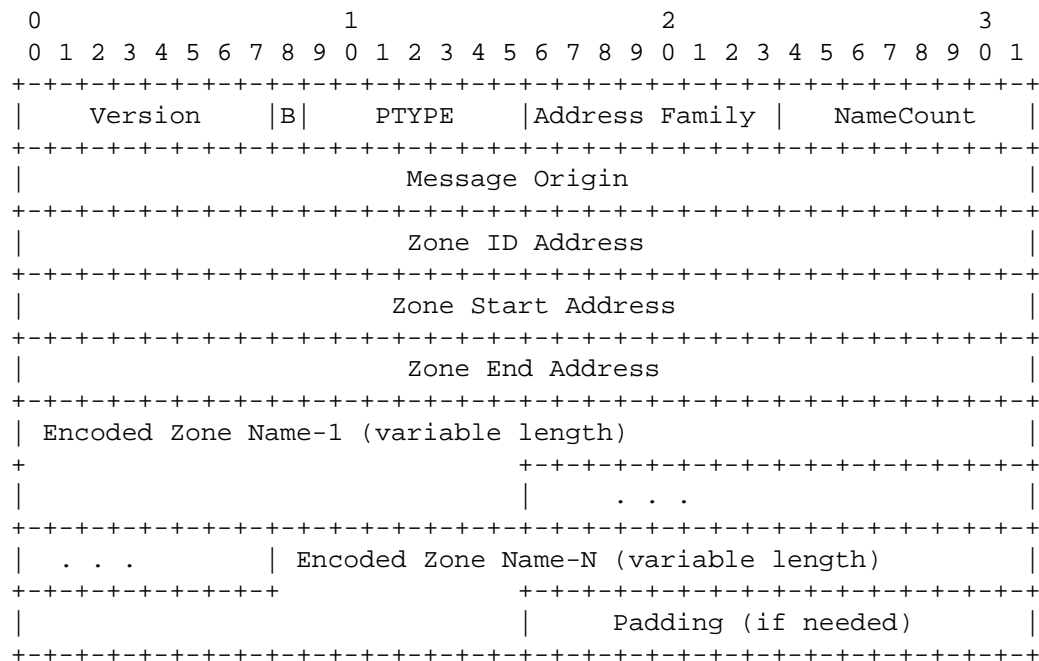 0                   1                   2                   3
 0 1 2 3 4 5 6 7 8 9 0 1 2 3 4 5 6 7 8 9 0 1 2 3 4 5 6 7 8 9 0 1
+-+-+-+-+-+-+-+-+-+-+-+-+-+-+-+-+-+-+-+-+-+-+-+-+-+-+-+-+-+-+-+-+
|    Version    |B|    PTYPE    |Address Family |   NameCount   |
+-+-+-+-+-+-+-+-+-+-+-+-+-+-+-+-+-+-+-+-+-+-+-+-+-+-+-+-+-+-+-+-+
|                        Message Origin                         |
+-+-+-+-+-+-+-+-+-+-+-+-+-+-+-+-+-+-+-+-+-+-+-+-+-+-+-+-+-+-+-+-+
|                        Zone ID Address                        |
+-+-+-+-+-+-+-+-+-+-+-+-+-+-+-+-+-+-+-+-+-+-+-+-+-+-+-+-+-+-+-+-+
|                       Zone Start Address                      |
+-+-+-+-+-+-+-+-+-+-+-+-+-+-+-+-+-+-+-+-+-+-+-+-+-+-+-+-+-+-+-+-+
|                        Zone End Address                       |
+-+-+-+-+-+-+-+-+-+-+-+-+-+-+-+-+-+-+-+-+-+-+-+-+-+-+-+-+-+-+-+-+
| Encoded Zone Name-1 (variable length)                         |
+                               +-+-+-+-+-+-+-+-+-+-+-+-+-+-+-+-+
|                               |     . . .                     |
+-+-+-+-+-+-+-+-+-+-+-+-+-+-+-+-+-+-+-+-+-+-+-+-+-+-+-+-+-+-+-+-+
|  . . .        | Encoded Zone Name-N (variable length)         |
+-+-+-+-+-+-+-+-+               +-+-+-+-+-+-+-+-+-+-+-+-+-+-+-+-+
|                               |     Padding (if needed)       |
+-+-+-+-+-+-+-+-+-+-+-+-+-+-+-+-+-+-+-+-+-+-+-+-+-+-+-+-+-+-+-+-+